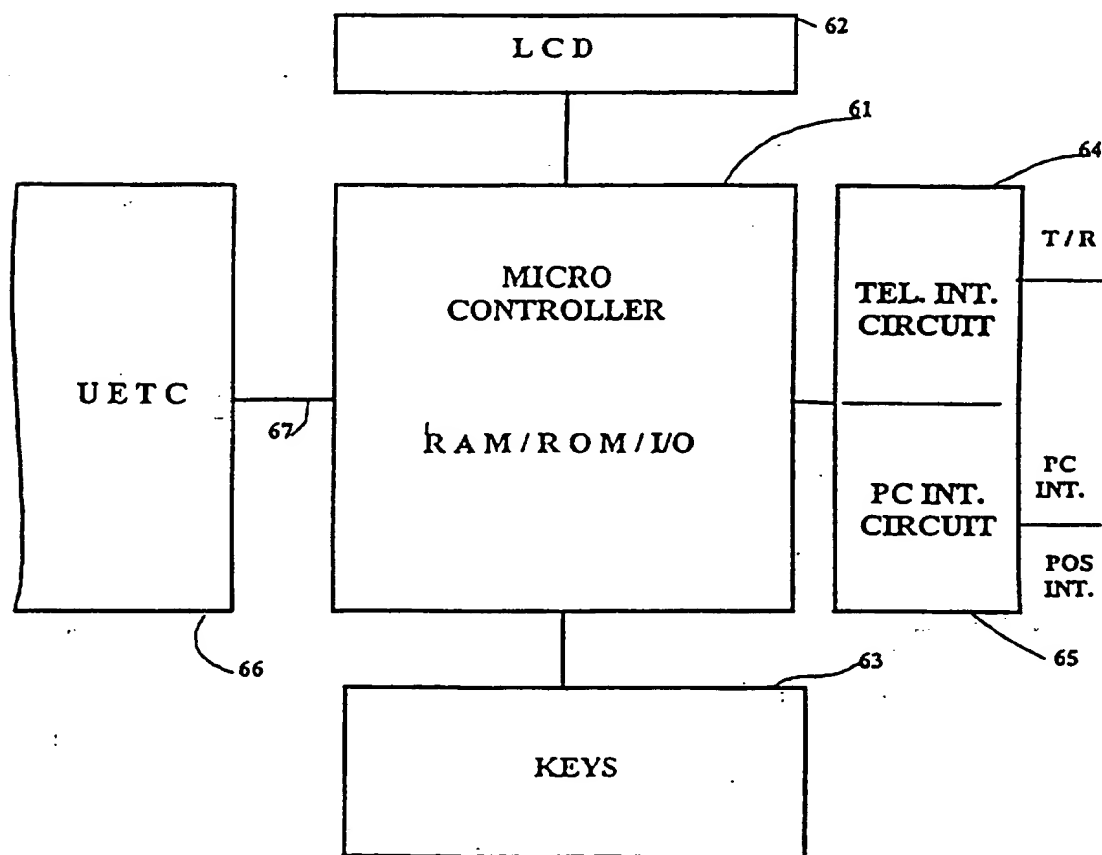 LCD
62
61
64
T/R
MICRO
CONTROLLER
TEL. INT.
CIRCUIT
UETC
67
RAM/ROM/I/O
PC
INT.
PC INT.
CIRCUIT
POS
INT.
66
63
65
KEYS